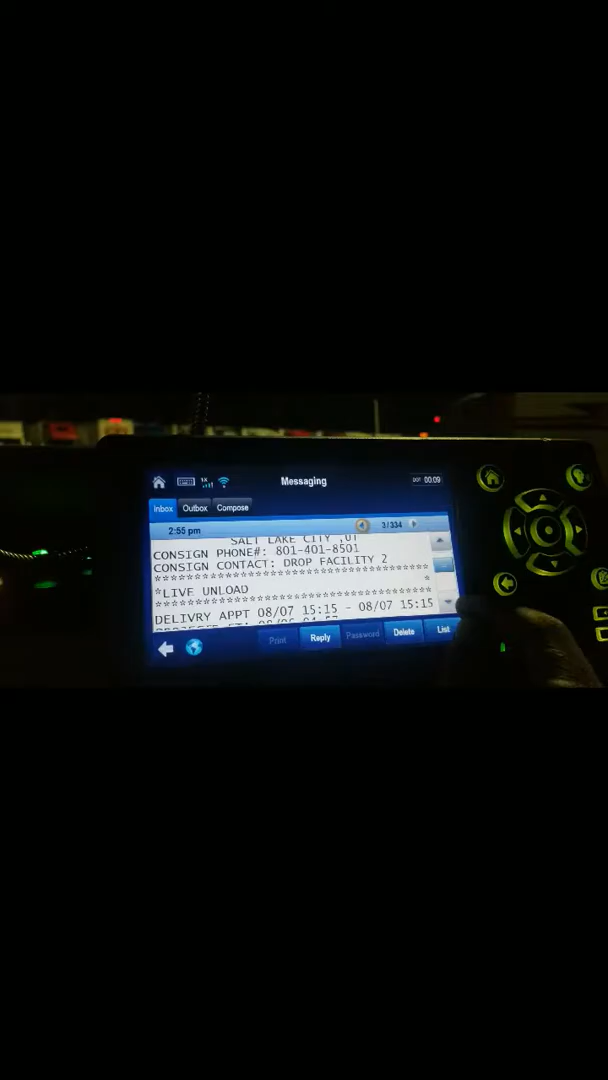 1X
Messaging
DOT 00:09
Inbox Outbox Compose
2:55 pm
3/334
SALT LAKE CITY ,UT
CONSIGN PHONE#: 801-401-8501
CONSIGN CONTACT: DROP FACILITY 2
****************************************
*LIVE UNLOAD *
****************************************
DELIVRY APPT 08/07 15:15 - 08/07 15:15
Print Reply Password Delete List